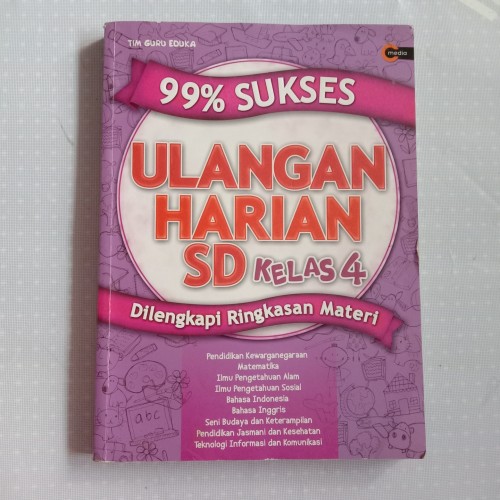 TIM GURU EDUKA
media
99% SUKSES
ULANGAN
HARIAN
SD KELAS 4
Dilengkapi Ringkasan Materi
Pendidikan Kewarganegaraan
Matematika
Ilmu Pengetahuan Alam
Ilmu Pengetahuan Sosial
Bahasa Indonesia
Bahasa Inggris
Seni Budaya dan Keterampilan
Pendidikan Jasmani dan Kesehatan
Teknologi Informasi dan Komunikasi
abc